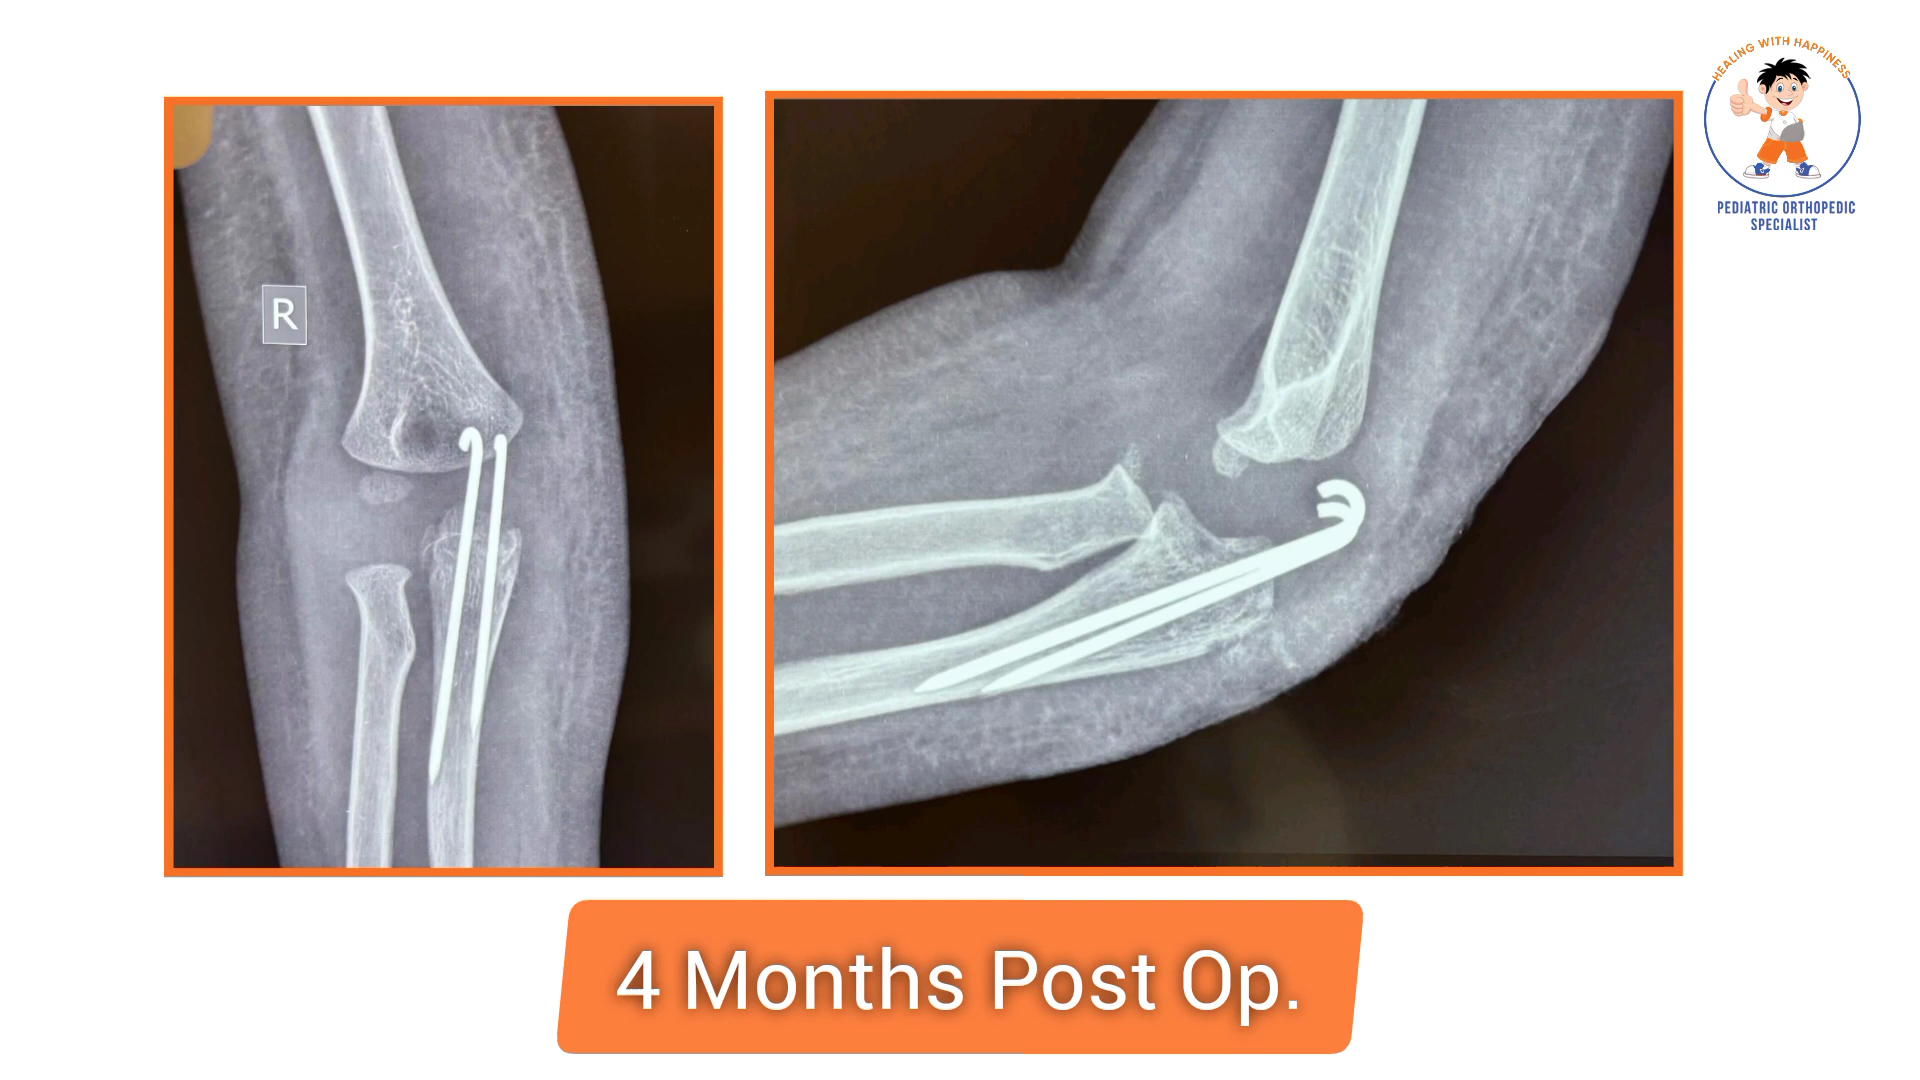 HEALING WITH HAPPINESS
PEDIATRIC ORTHOPEDIC
SPECIALIST
R
4 Months Post Op.